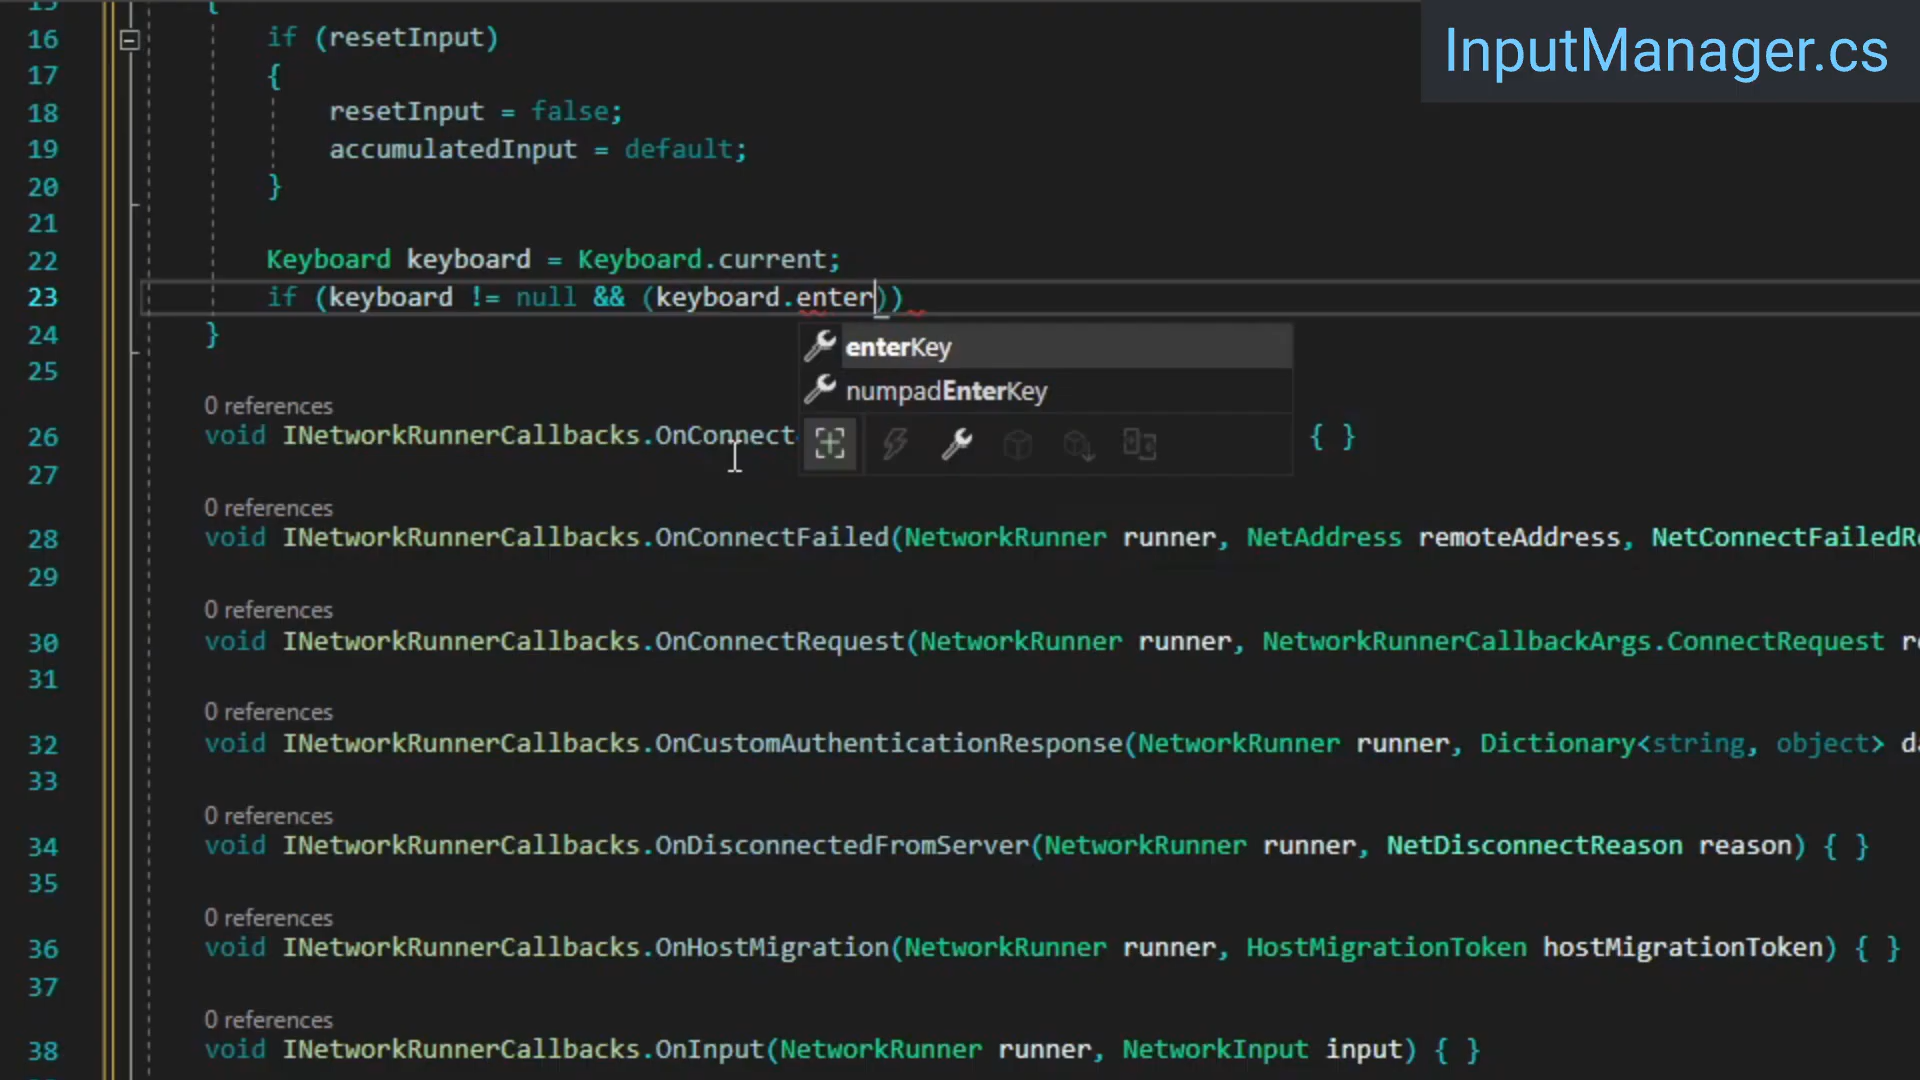 InputManager.cs
15 {
16 if (resetInput)
17 {
18 resetInput = false;
19 accumulatedInput = default;
20 }
21
22 Keyboard keyboard = Keyboard.current;
23 if (keyboard != null && (keyboard.enter))
enterKey
numpadEnterKey
24 }
25
0 references
26 void INetworkRunnerCallbacks.OnConnect { }
27
0 references
28 void INetworkRunnerCallbacks.OnConnectFailed(NetworkRunner runner, NetAddress remoteAddress, NetConnectFailedRe
29
0 references
30 void INetworkRunnerCallbacks.OnConnectRequest(NetworkRunner runner, NetworkRunnerCallbackArgs.ConnectRequest re
31
0 references
32 void INetworkRunnerCallbacks.OnCustomAuthenticationResponse(NetworkRunner runner, Dictionary<string, object> da
33
0 references
34 void INetworkRunnerCallbacks.OnDisconnectedFromServer(NetworkRunner runner, NetDisconnectReason reason) { }
35
0 references
36 void INetworkRunnerCallbacks.OnHostMigration(NetworkRunner runner, HostMigrationToken hostMigrationToken) { }
37
0 references
38 void INetworkRunnerCallbacks.OnInput(NetworkRunner runner, NetworkInput input) { }